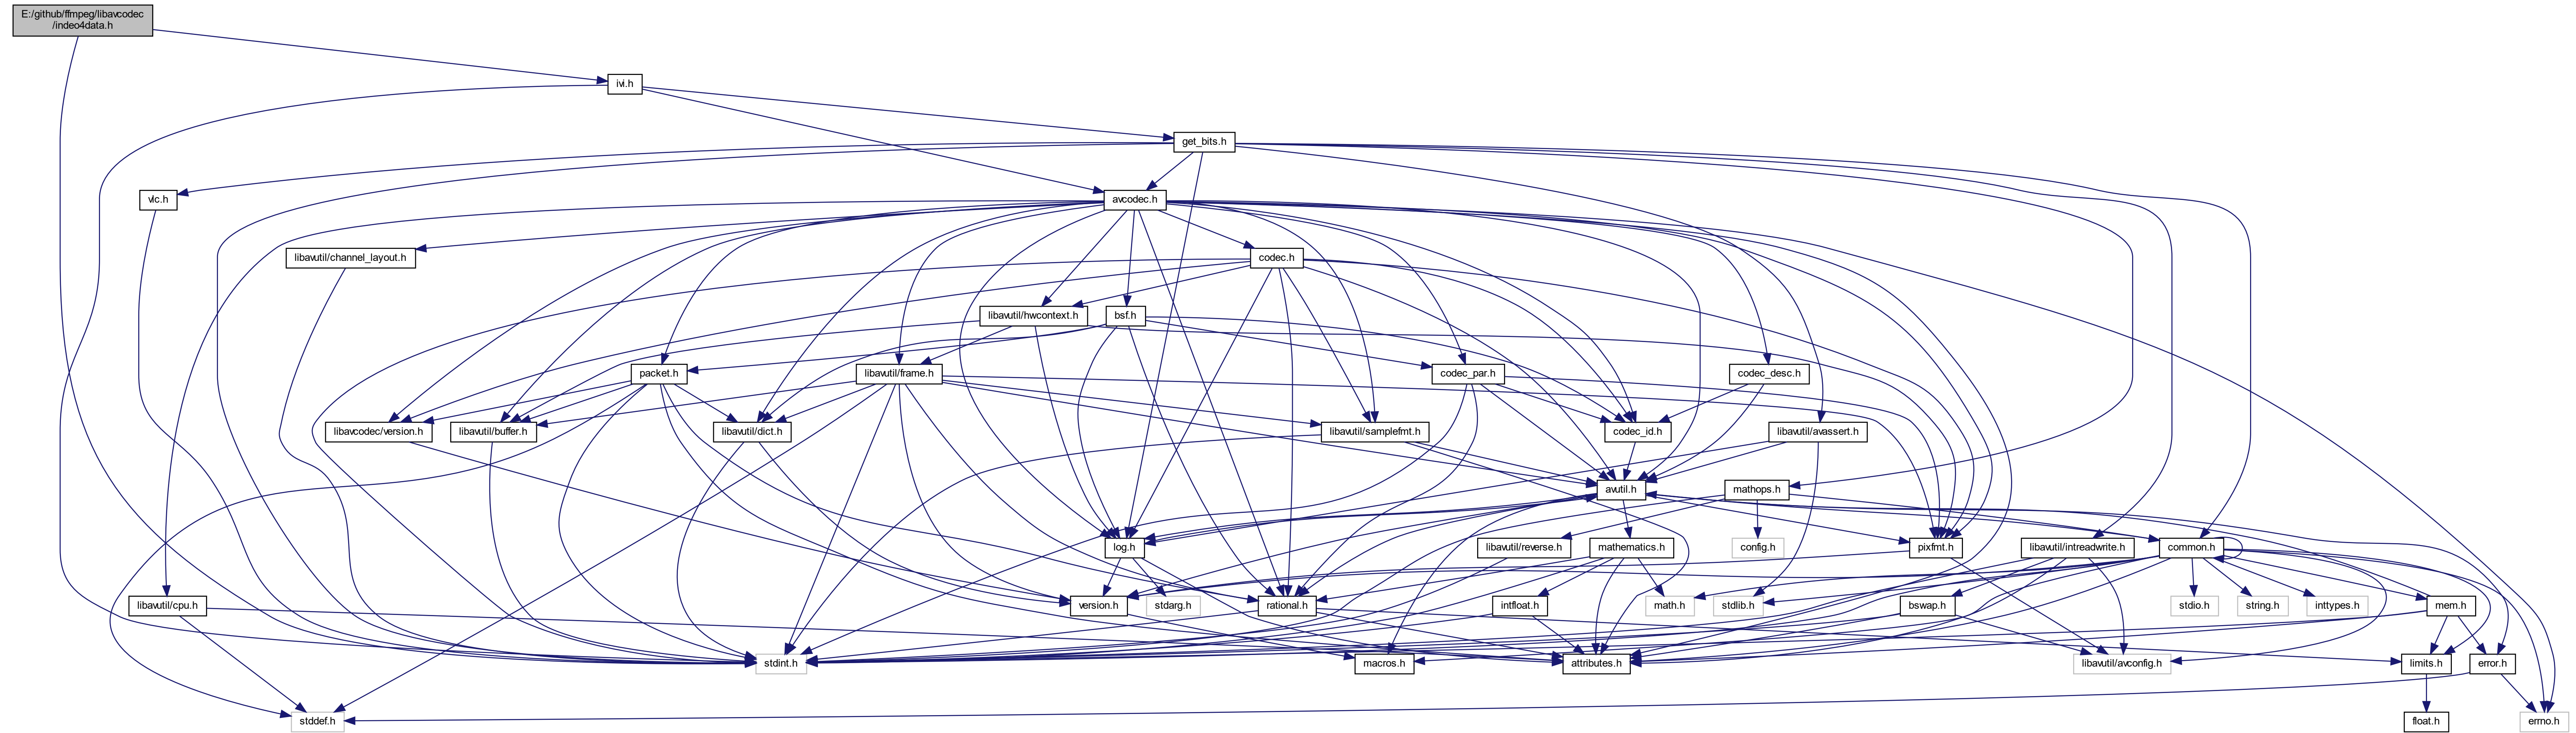 E:/github/ffmpeg/libavcodec
/indeo4data.h
ivi.h
get_bits.h
vlc.h
avcodec.h
libavutil/channel_layout.h
codec.h
libavutil/hwcontext.h
bsf.h
packet.h
libavutil/frame.h
codec_par.h
codec_desc.h
libavcodec/version.h
libavutil/buffer.h
libavutil/dict.h
libavutil/samplefmt.h
codec_id.h
libavutil/avassert.h
avutil.h
mathops.h
log.h
libavutil/reverse.h
mathematics.h
config.h
pixfmt.h
libavutil/intreadwrite.h
common.h
libavutil/cpu.h
version.h
stdarg.h
rational.h
intfloat.h
math.h
stdlib.h
bswap.h
stdio.h
string.h
inttypes.h
mem.h
stdint.h
macros.h
attributes.h
libavutil/avconfig.h
limits.h
error.h
stddef.h
float.h
errno.h